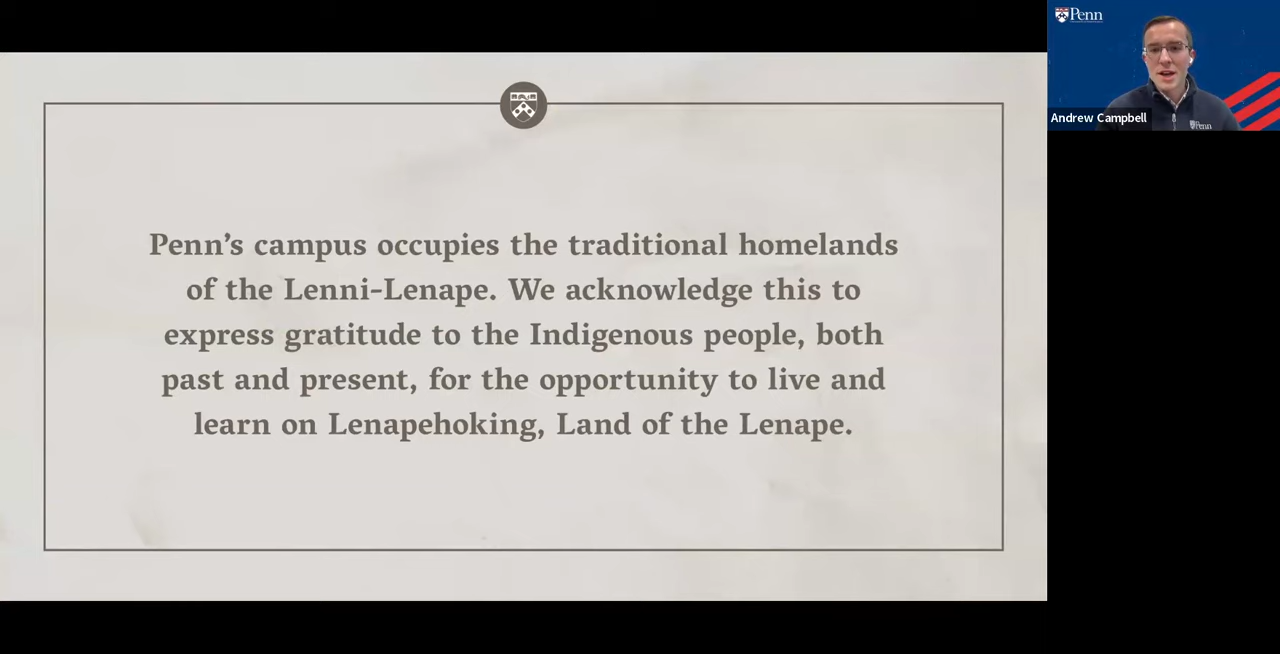 Penn’s campus occupies the traditional homelands
of the Lenni-Lenape. We acknowledge this to
express gratitude to the Indigenous people, both
past and present, for the opportunity to live and
learn on Lenapehoking, Land of the Lenape.
Penn
Andrew Campbell
Penn